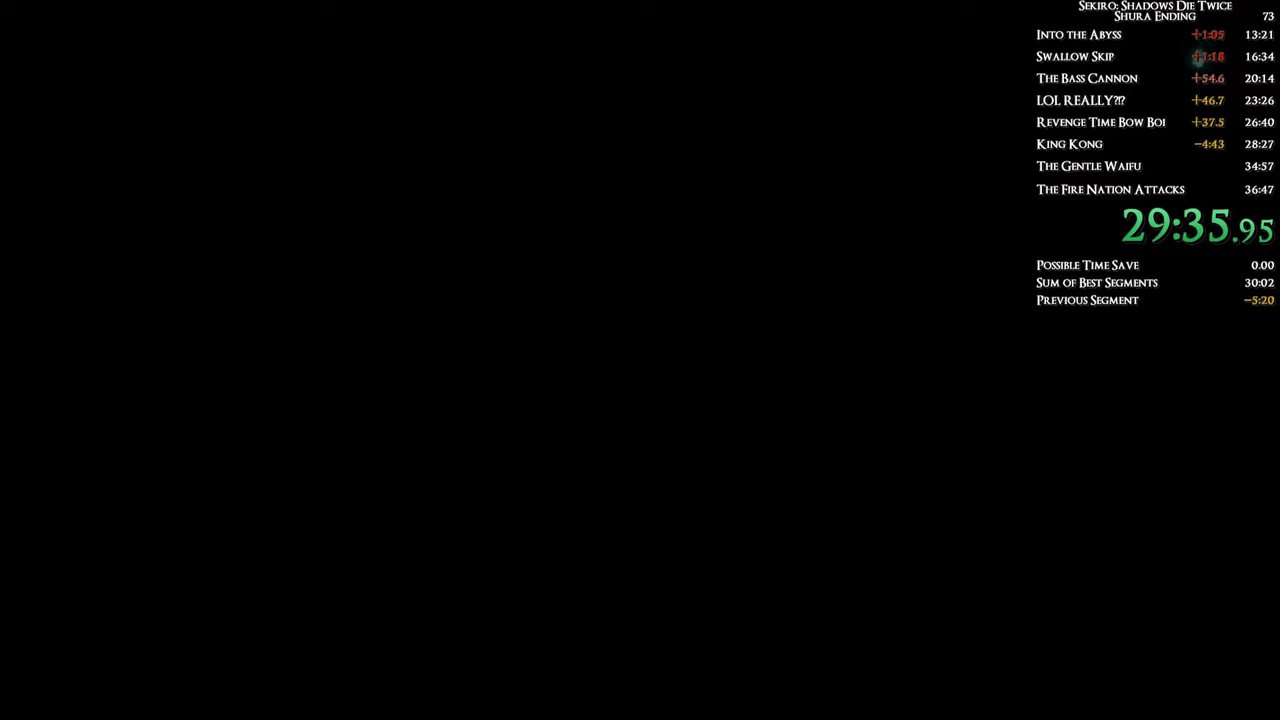 Sekiro: Shadows Die Twice
Shura Ending 73
Into the Abyss +1:05 13:21
Swallow Skip +1:18 16:34
The Bass Cannon +54.6 20:14
LOL REALLY?!? +46.7 23:26
Revenge Time Bow Boi +37.5 26:40
King Kong −4:43 28:27
The Gentle Waifu 34:57
The Fire Nation Attacks 36:47
29:35.95
Possible Time Save 0.00
Sum of Best Segments 30:02
Previous Segment −5:20